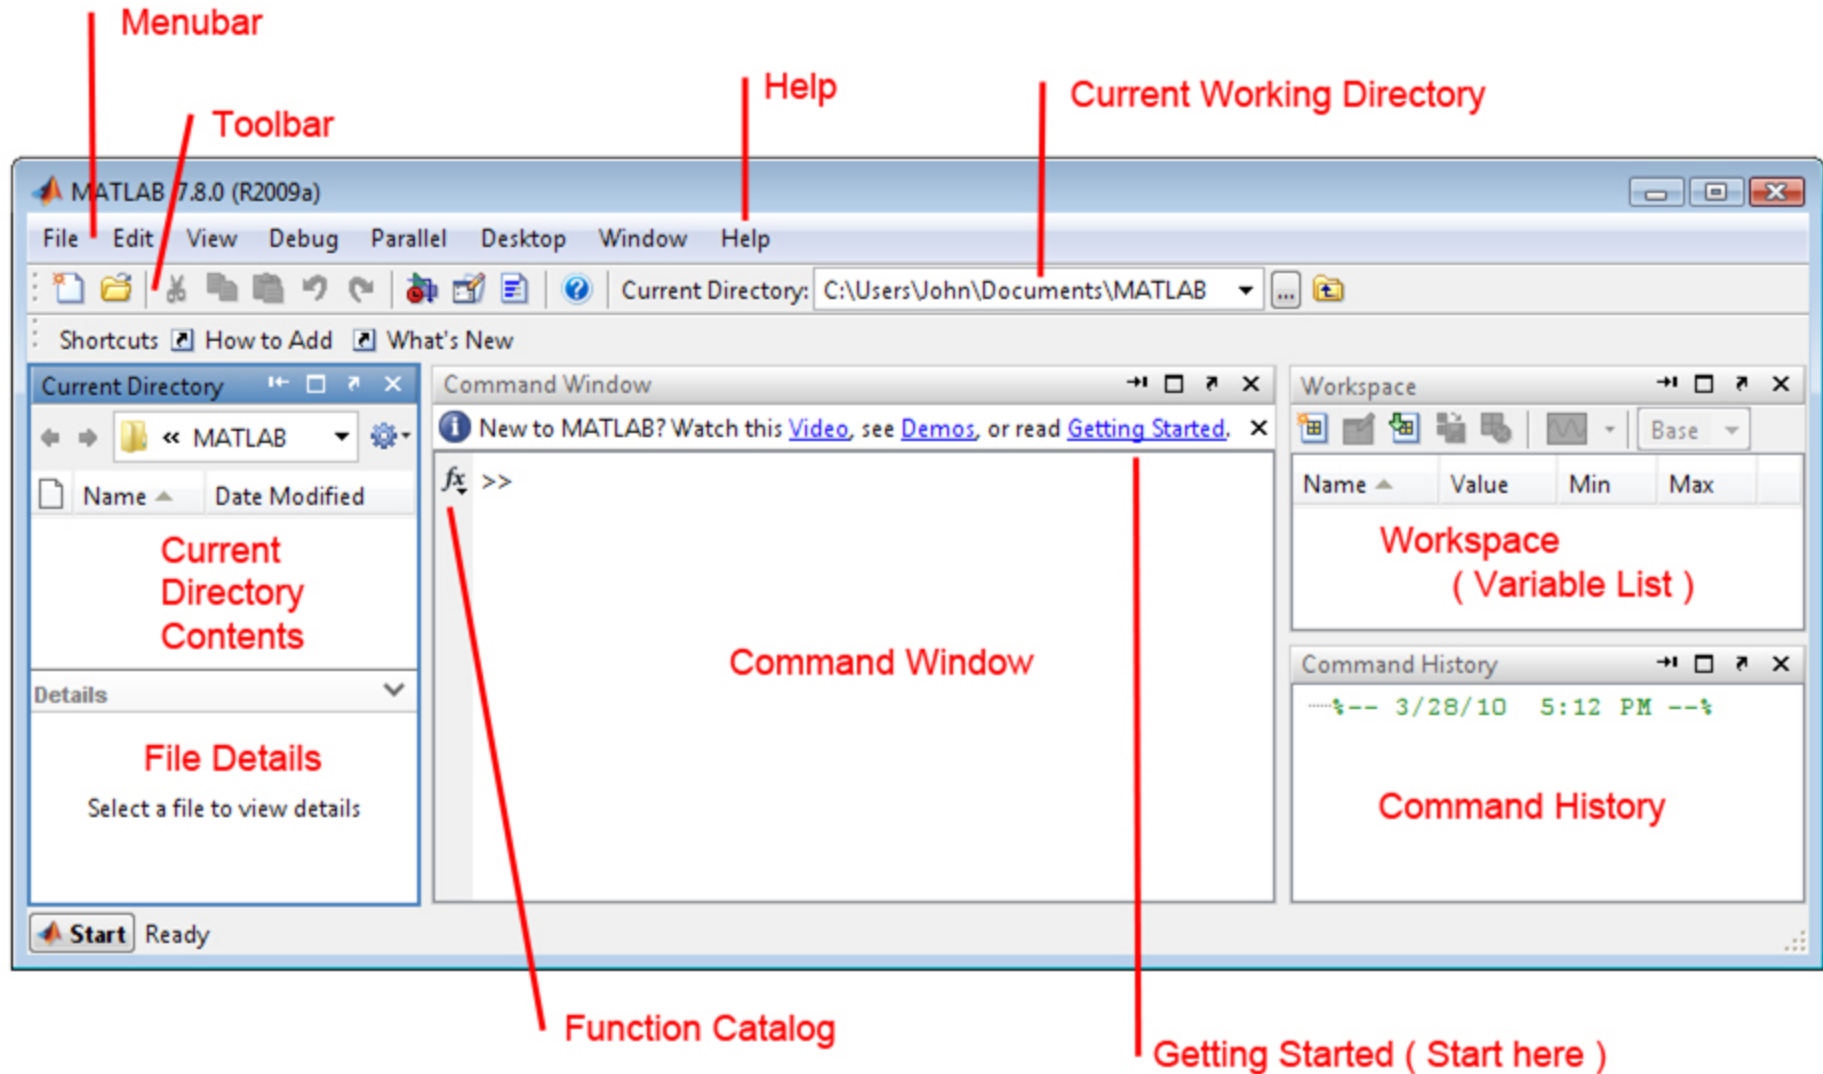 Menubar
Help
Current Working Directory
Toolbar
MATLAB 7.8.0 (R2009a)
File Edit View Debug Parallel Desktop Window Help
Current Directory: C:\Users\John\Documents\MATLAB ...
Shortcuts How to Add What's New
Current Directory
« MATLAB
Name Date Modified
Current
Directory
Contents
Details
File Details
Select a file to view details
Command Window
New to MATLAB? Watch this Video, see Demos, or read Getting Started.
fx >>
Command Window
Workspace
Base
Name Value Min Max
Workspace
( Variable List )
Command History
%-- 3/28/10 5:12 PM --%
Command History
Start Ready
Function Catalog
Getting Started ( Start here )